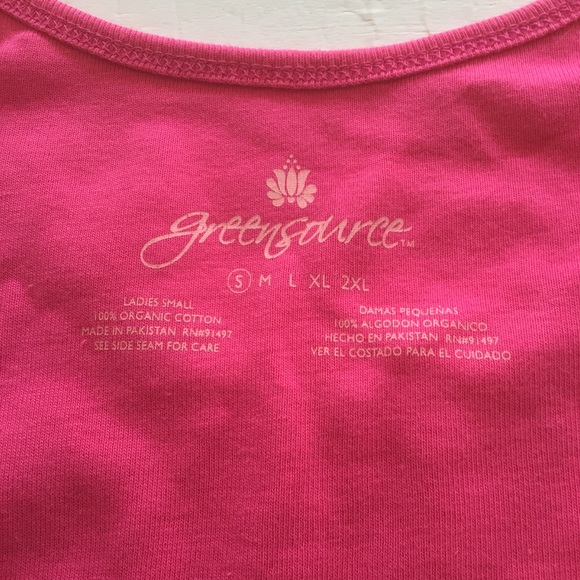 greensource™
S M L XL 2XL
LADIES SMALL
100% ORGANIC COTTON
MADE IN PAKISTAN RN#91497
SEE SIDE SEAM FOR CARE
DAMAS PEQUEÑAS
100% ALGODON ORGANICO
HECHO EN PAKISTAN RN#91497
VER EL COSTADO PARA EL CUIDADO